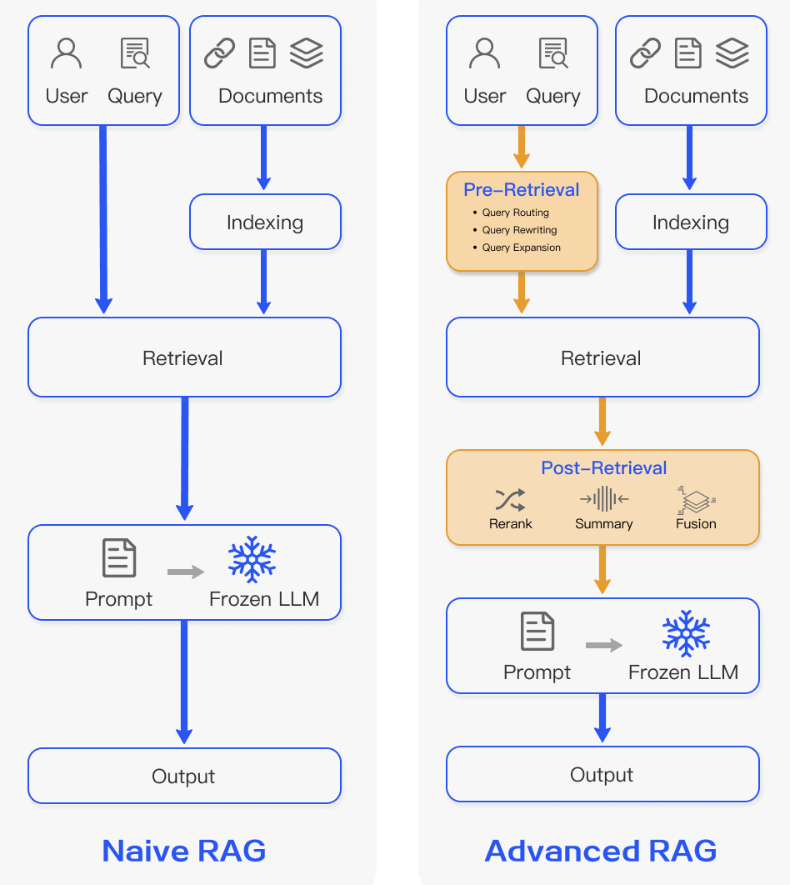 User Query
Documents
Indexing
Retrieval
Prompt
Frozen LLM
Output
Naive RAG
User Query
Documents
Pre-Retrieval
• Query Routing
• Query Rewriting
• Query Expansion
Indexing
Retrieval
Post-Retrieval
Rerank
Summary
Fusion
Prompt
Frozen LLM
Output
Advanced RAG